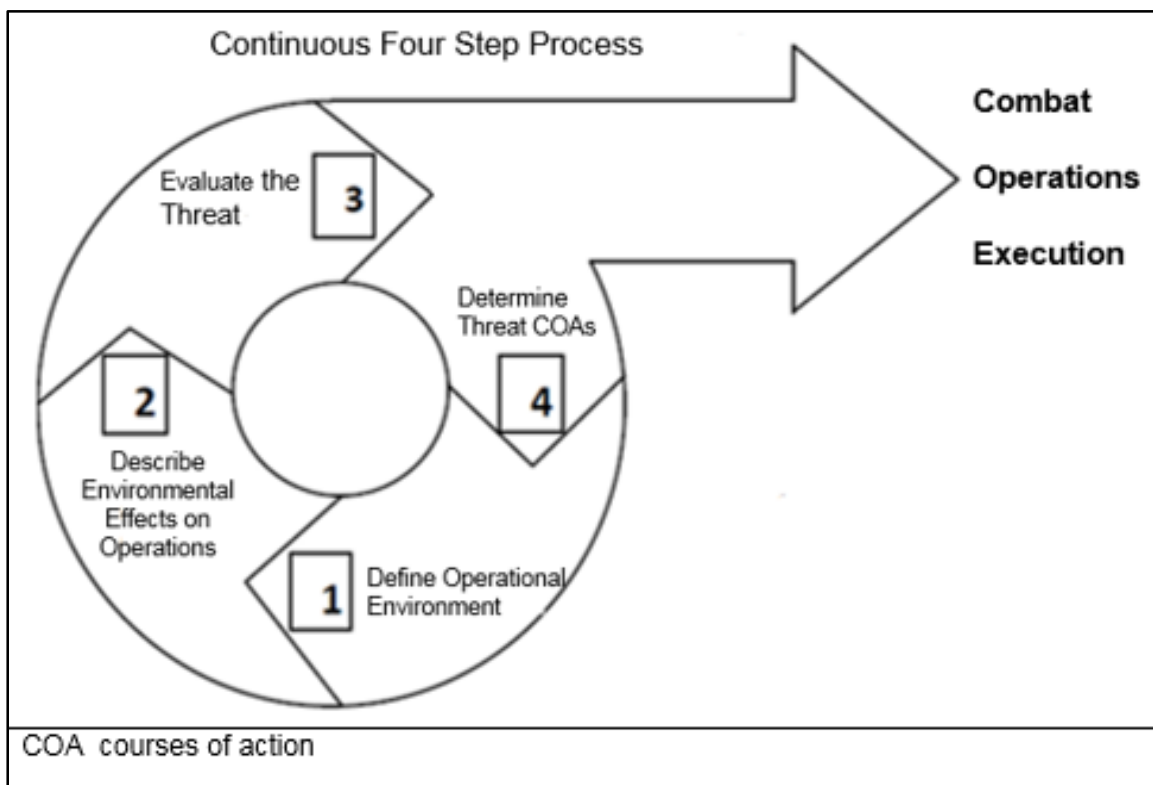 Continuous Four Step Process
Combat
Operations
Execution
Evaluate the
Threat
3
Determine
Threat COAs
4
2
Describe
Environmental
Effects on
Operations
1
Define Operational
Environment
COA courses of action